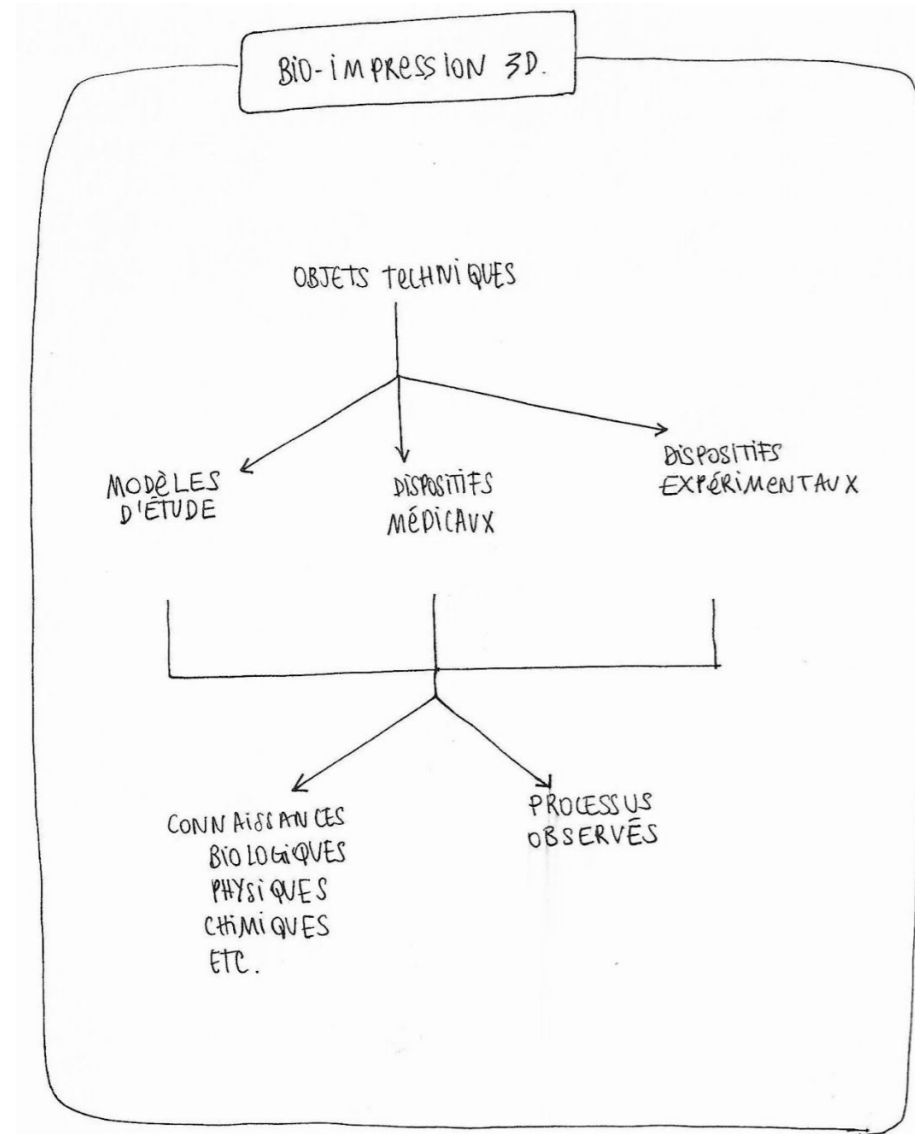 BIO-IMPRESSION 3D.
OBJETS TECHNIQUES
MODÈLES
D'ÉTUDE
DISPOSITIFS
MÉDICAUX
DISPOSITIFS
EXPÉRIMENTAUX
CONNAISSANCES
BIOLOGIQUES
PHYSIQUES
CHIMIQUES
ETC.
PROCESSUS
OBSERVÉS